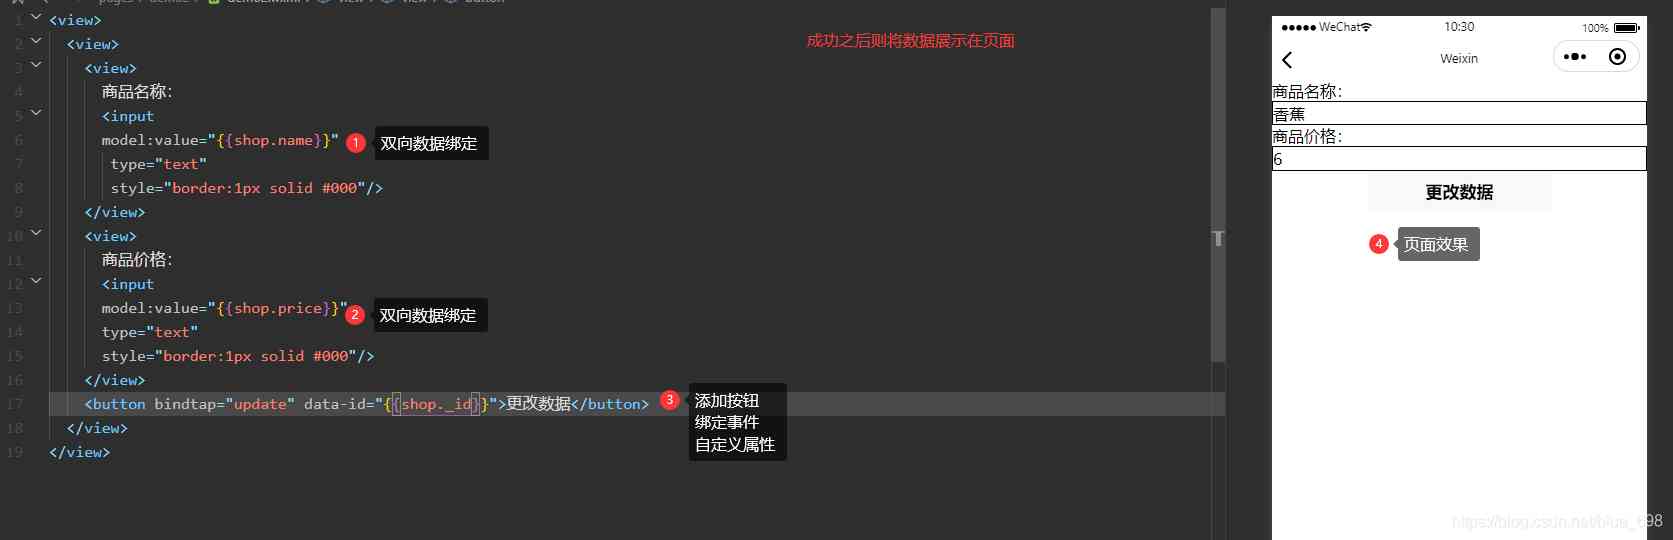 成功之后则将数据展示在页面
1 <view>
2 <view>
3 <view>
4 商品名称:
5 <input
6 model:value="{{shop.name}}"
7 type="text"
8 style="border:1px solid #000"/>
9 </view>
10 <view>
11 商品价格:
12 <input
13 model:value="{{shop.price}}"
14 type="text"
15 style="border:1px solid #000"/>
16 </view>
17 <button bindtap="update" data-id="{{shop._id}}">更改数据</button>
18 </view>
19 </view>
1 双向数据绑定
2 双向数据绑定
3 添加按钮
绑定事件
自定义属性
WeChat 10:30 100%
Weixin
商品名称:
香蕉
商品价格:
6
更改数据
4 页面效果